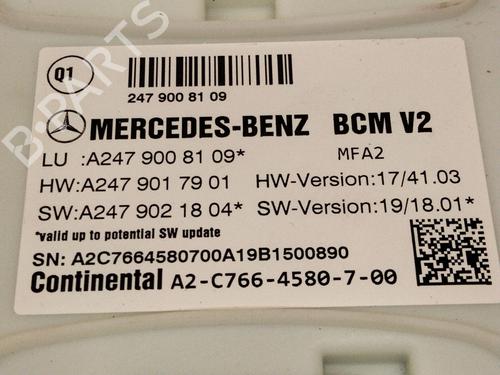 Q1
247 900 81 09
MERCEDES-BENZ BCM V2
LU :A247 900 81 09* MFA2
HW:A247 901 79 01 HW-Version:17/41.03
SW:A247 902 18 04* SW-Version:19/18.01*
*valid up to potential SW update
SN: A2C7664580700A19B1500890
Continental A2-C766-4580-7-00
B-PARTS